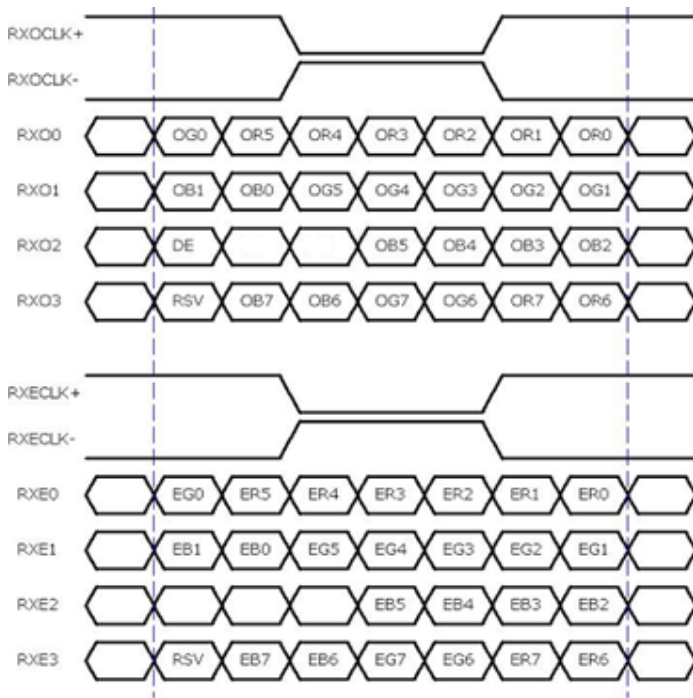 RXOCLK+
RXOCLK-
RXO0 OG0 OR5 OR4 OR3 OR2 OR1 OR0
RXO1 OB1 OB0 OG5 OG4 OG3 OG2 OG1
RXO2 DE OB5 OB4 OB3 OB2
RXO3 RSV OB7 OB6 OG7 OG6 OR7 OR6
RXECLK+
RXECLK-
RXE0 EG0 ER5 ER4 ER3 ER2 ER1 ER0
RXE1 EB1 EB0 EG5 EG4 EG3 EG2 EG1
RXE2 EB5 EB4 EB3 EB2
RXE3 RSV EB7 EB6 EG7 EG6 ER7 ER6